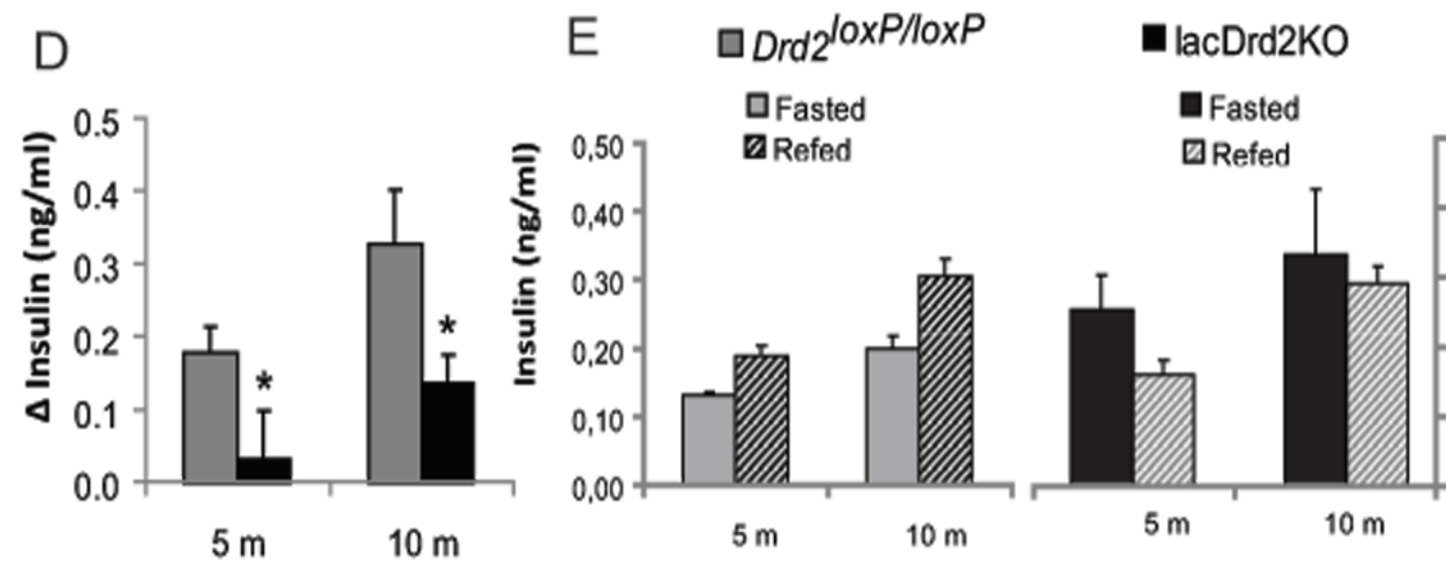 D
Δ Insulin (ng/ml)
0.5
0.4
0.3
0.2
0.1
0.0
*
*
5 m
10 m
E
Drd2loxP/loxP
Fasted
Refed
Insulin (ng/ml)
0,50
0,40
0,30
0,20
0,10
0,00
5 m
10 m
lacDrd2KO
Fasted
Refed
5 m
10 m